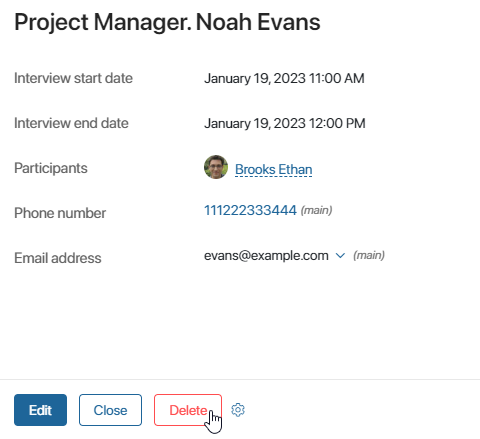 Project Manager. Noah Evans
Interview start date January 19, 2023 11:00 AM
Interview end date January 19, 2023 12:00 PM
Participants Brooks Ethan
Phone number 111222333444 (main)
Email address evans@example.com (main)
Edit Close Delete